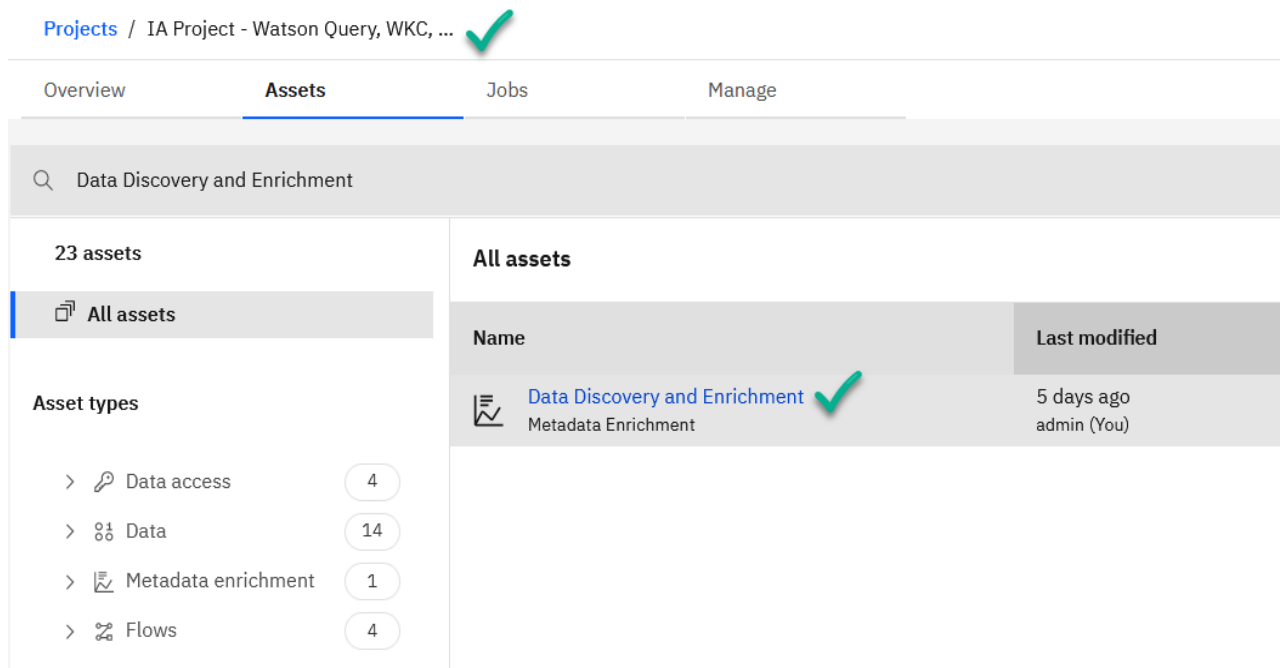 Projects / IA Project - Watson Query, WKC, ...
Overview Assets Jobs Manage
Data Discovery and Enrichment
23 assets
All assets
All assets
Name Last modified
Data Discovery and Enrichment 5 days ago
Metadata Enrichment admin (You)
Asset types
Data access 4
Data 14
Metadata enrichment 1
Flows 4